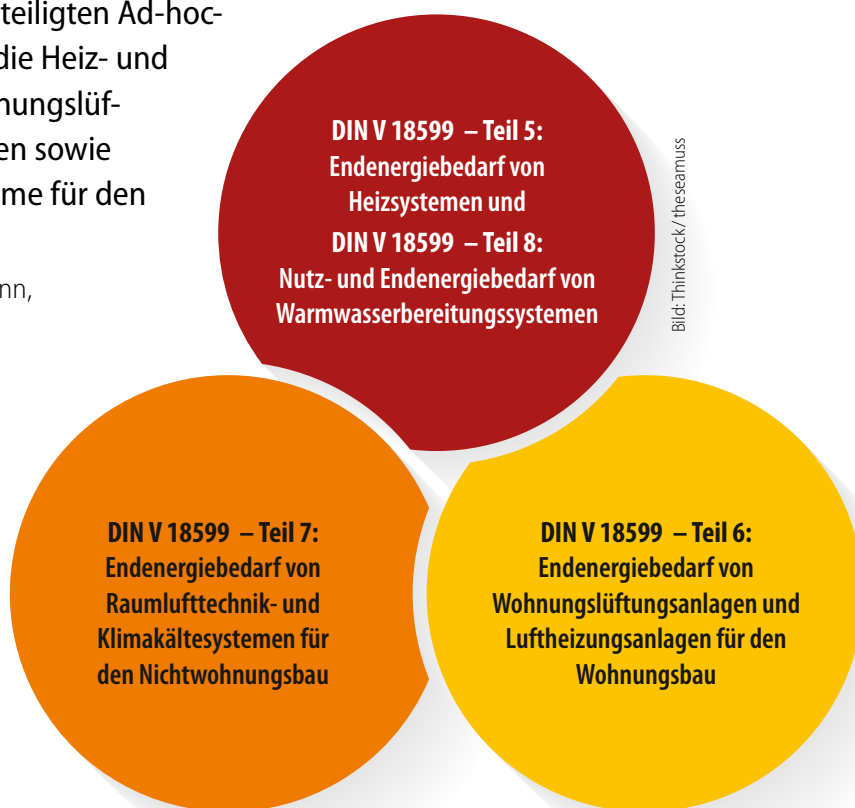 teiligten Ad-hoc-
die Heiz- und
nungslüf-
en sowie
me für den
nn,
DIN V 18599 – Teil 5:
Endenergiebedarf von
Heizsystemen und
DIN V 18599 – Teil 8:
Nutz- und Endenergiebedarf von
Warmwasserbereitungssystemen
Bild: Thinkstock/ theseamuss
DIN V 18599 – Teil 7:
Endenergiebedarf von
Raumlufttechnik- und
Klimakältesystemen für
den Nichtwohnungsbau
DIN V 18599 – Teil 6:
Endenergiebedarf von
Wohnungslüftungsanlagen und
Luftheizungsanlagen für den
Wohnungsbau